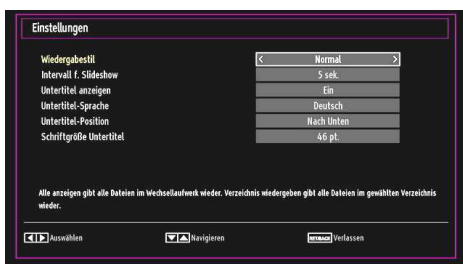 Einstellungen
Wiedergabestil < Normal >
Intervall f. Slideshow 5 sek.
Untertitel anzeigen Ein
Untertitel-Sprache Deutsch
Untertitel-Position Nach Unten
Schriftgröße Untertitel 46 pt.
Alle anzeigen gibt alle Dateien im Wechsellaufwerk wieder. Verzeichnis wiedergeben gibt alle Dateien im gewählten Verzeichnis
wieder.
Auswählen Navigieren RET/BACK Verlassen